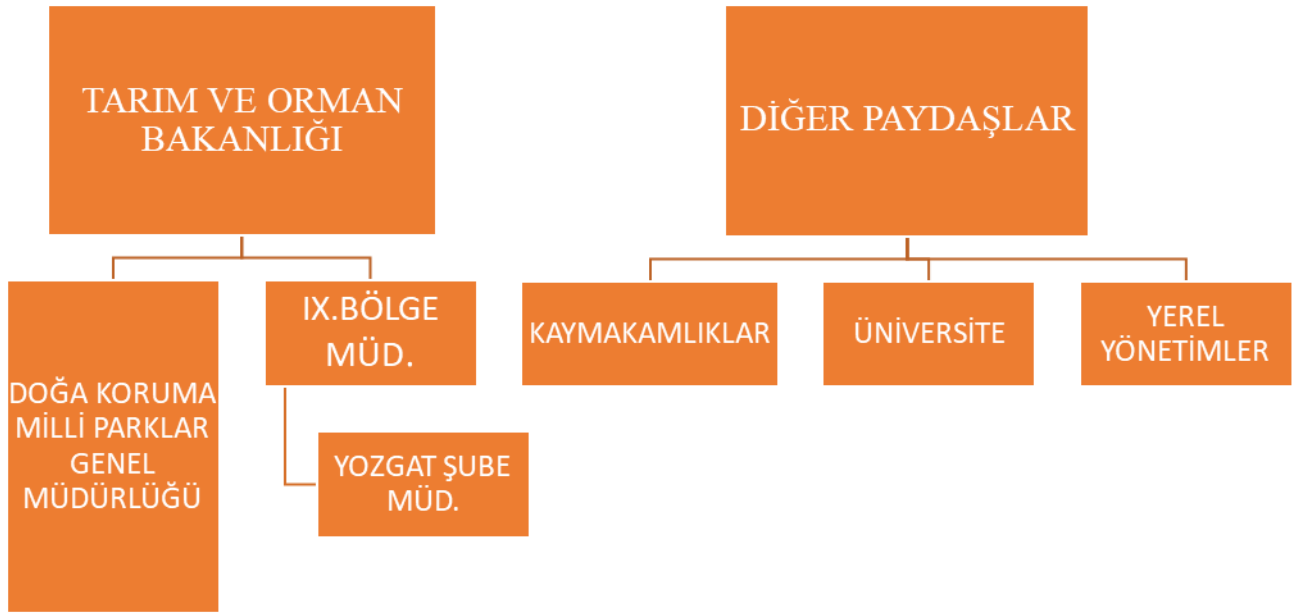 TARIM VE ORMAN
BAKANLIĞI
DOĞA KORUMA
MİLLİ PARKLAR
GENEL
MÜDÜRLÜĞÜ
IX.BÖLGE
MÜD.
YOZGAT ŞUBE
MÜD.
DİĞER PAYDAŞLAR
KAYMAKAMLIKLAR
ÜNİVERSİTE
YEREL
YÖNETİMLER